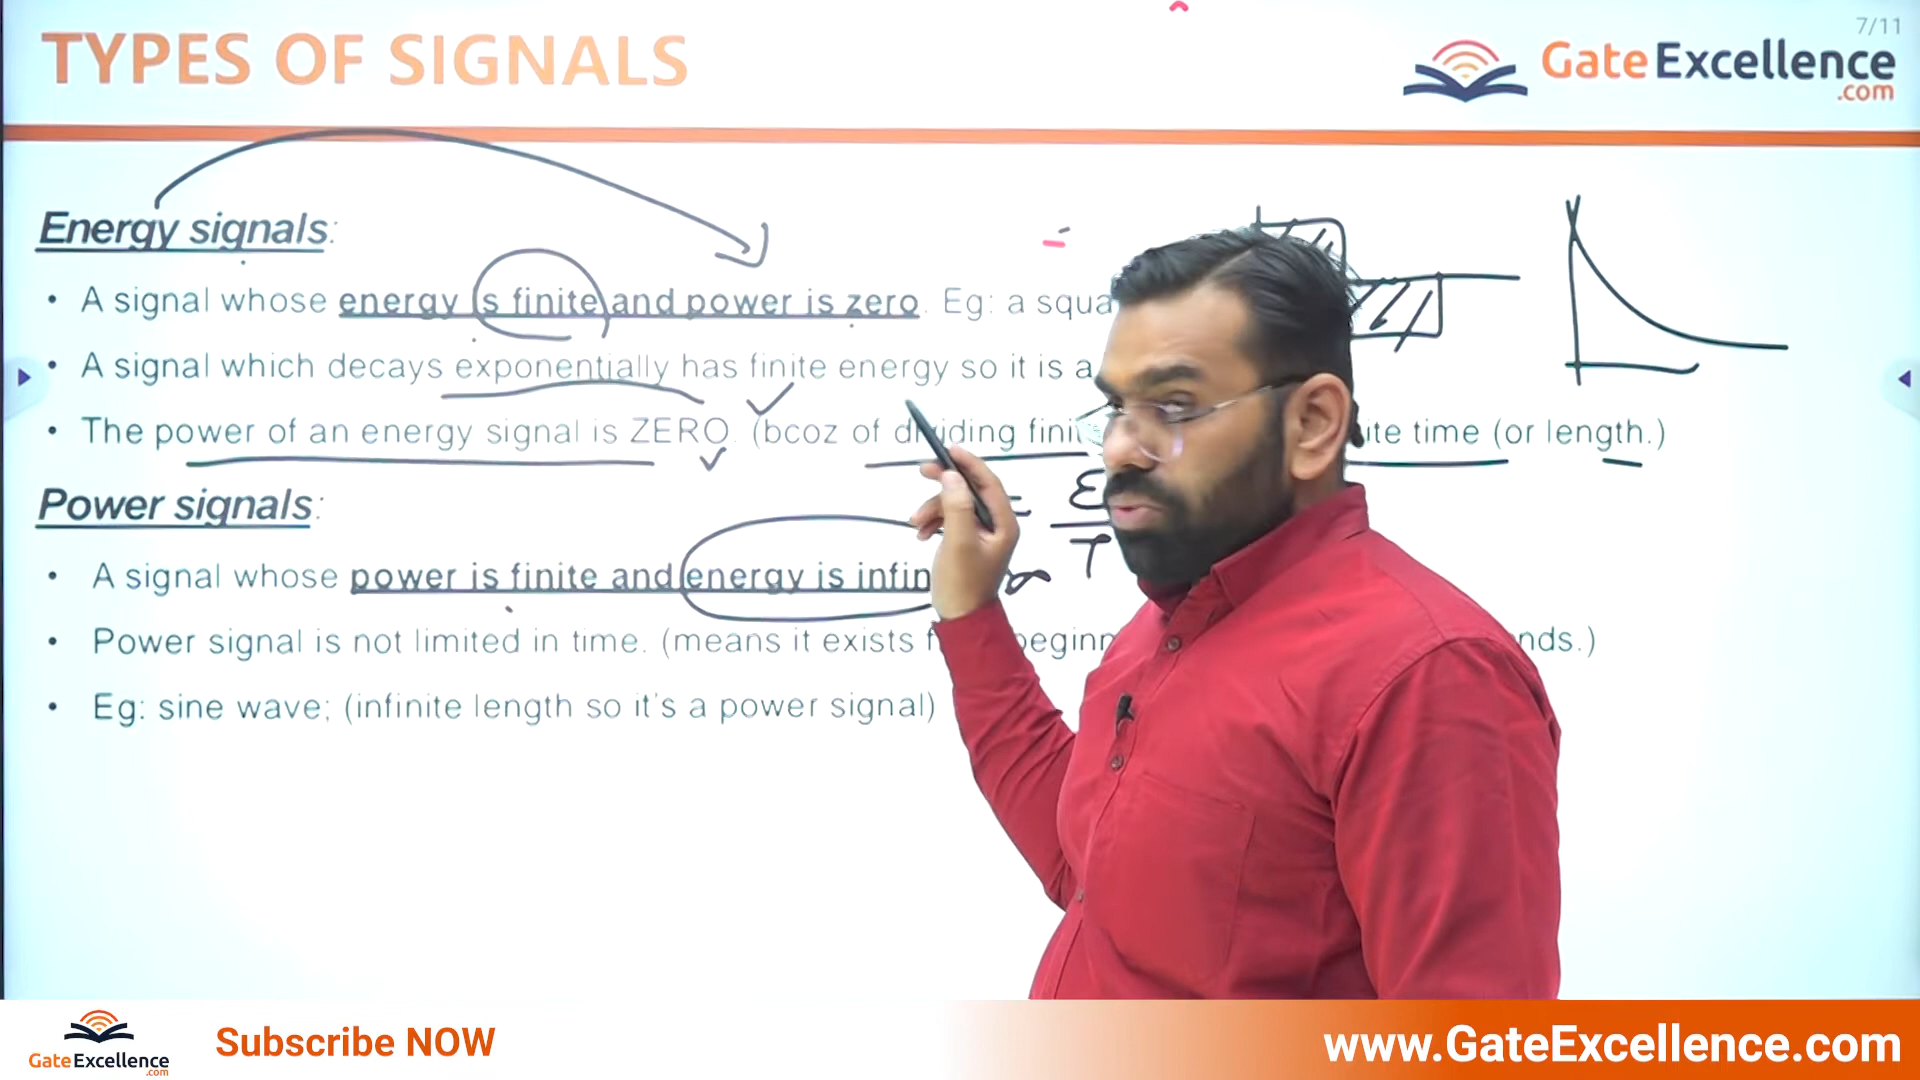 7/11
TYPES OF SIGNALS
GateExcellence
.com
Energy signals:
• A signal whose energy is finite and power is zero. Eg: a squa
• A signal which decays exponentially has finite energy so it is a
• The power of an energy signal is ZERO. (bcoz of dividing fini ite time (or length.)
= E
T
Power signals:
• A signal whose power is finite and energy is infin
• Power signal is not limited in time. (means it exists f beginn nds.)
• Eg: sine wave; (infinite length so it's a power signal)
GateExcellence
.com
Subscribe NOW
www.GateExcellence.com